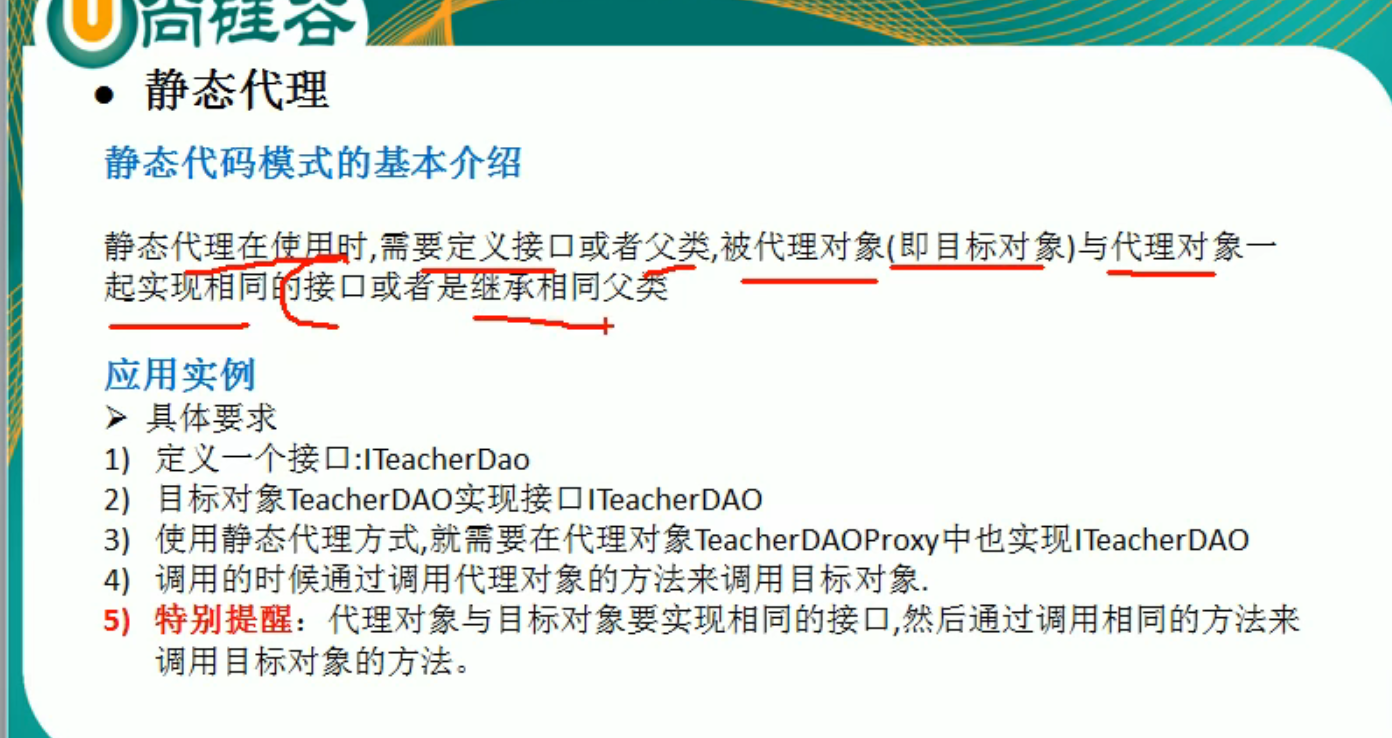 尚硅谷
● 静态代理
静态代码模式的基本介绍
静态代理在使用时,需要定义接口或者父类,被代理对象(即目标对象)与代理对象一
起实现相同的接口或者是继承相同父类
应用实例
➢ 具体要求
1) 定义一个接口:ITeacherDao
2) 目标对象TeacherDAO实现接口ITeacherDAO
3) 使用静态代理方式,就需要在代理对象TeacherDAOProxy中也实现ITeacherDAO
4) 调用的时候通过调用代理对象的方法来调用目标对象.
5) 特别提醒：代理对象与目标对象要实现相同的接口,然后通过调用相同的方法来
调用目标对象的方法。